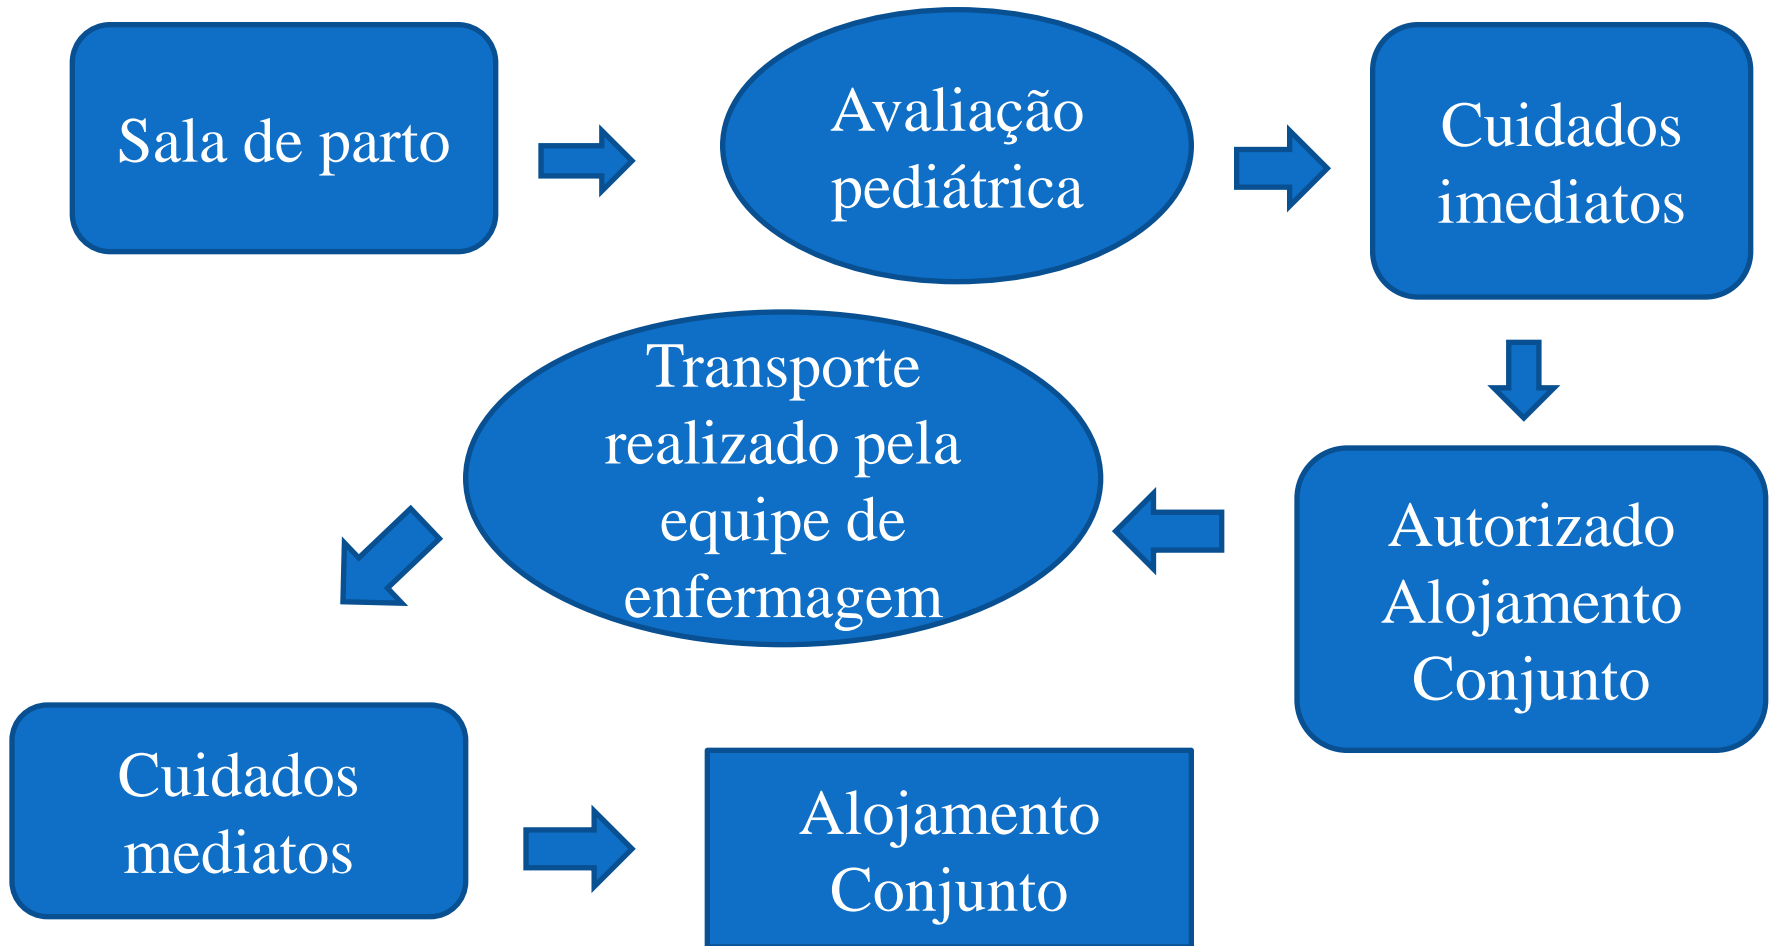 Sala de parto
Avaliação
pediátrica
Cuidados
imediatos
Autorizado
Alojamento
Conjunto
Transporte
realizado pela
equipe de
enfermagem
Cuidados
mediatos
Alojamento
Conjunto